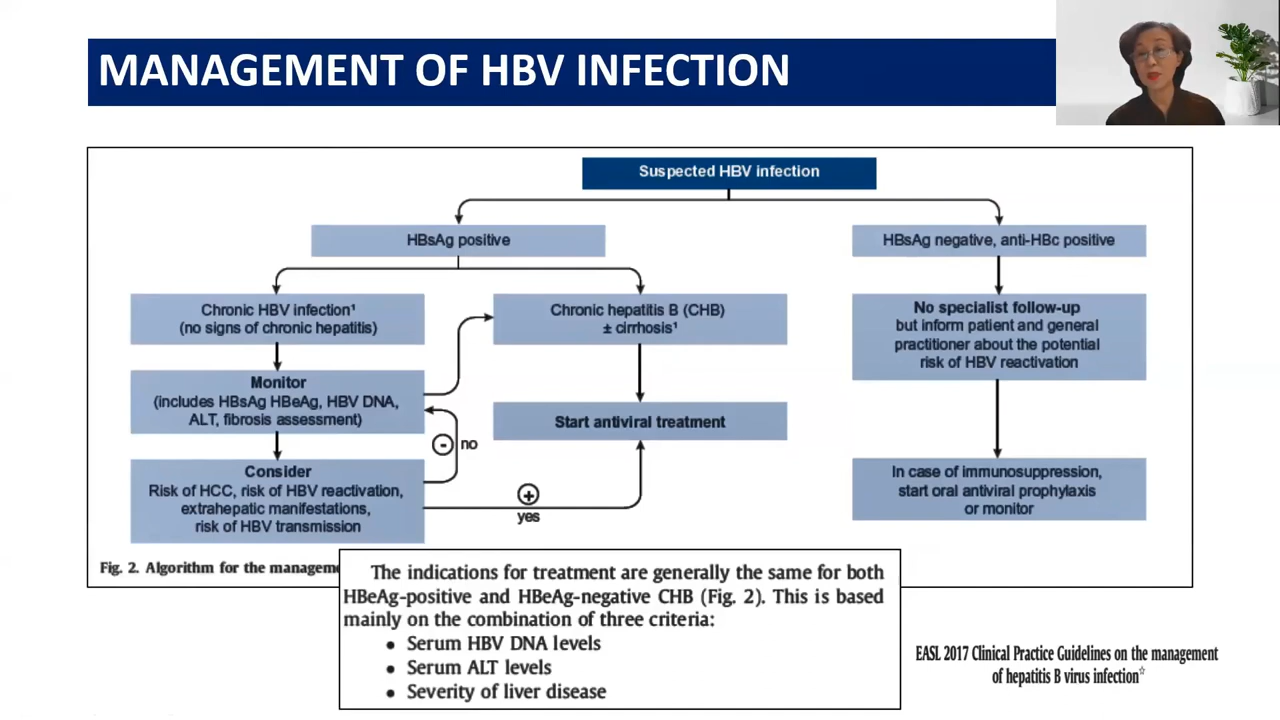 MANAGEMENT OF HBV INFECTION
Suspected HBV infection
HBsAg positive
HBsAg negative, anti-HBc positive
Chronic HBV infection¹
(no signs of chronic hepatitis)
Chronic hepatitis B (CHB)
± cirrhosis¹
No specialist follow-up
but inform patient and general
practitioner about the potential
risk of HBV reactivation
Monitor
(includes HBsAg HBeAg, HBV DNA,
ALT, fibrosis assessment)
Start antiviral treatment
- no
Consider
Risk of HCC, risk of HBV reactivation,
extrahepatic manifestations,
risk of HBV transmission
+
yes
In case of immunosuppression,
start oral antiviral prophylaxis
or monitor
Fig. 2. Algorithm for the manageme
The indications for treatment are generally the same for both
HBeAg-positive and HBeAg-negative CHB (Fig. 2). This is based
mainly on the combination of three criteria:
• Serum HBV DNA levels
• Serum ALT levels
• Severity of liver disease
EASL 2017 Clinical Practice Guidelines on the management
of hepatitis B virus infection☆